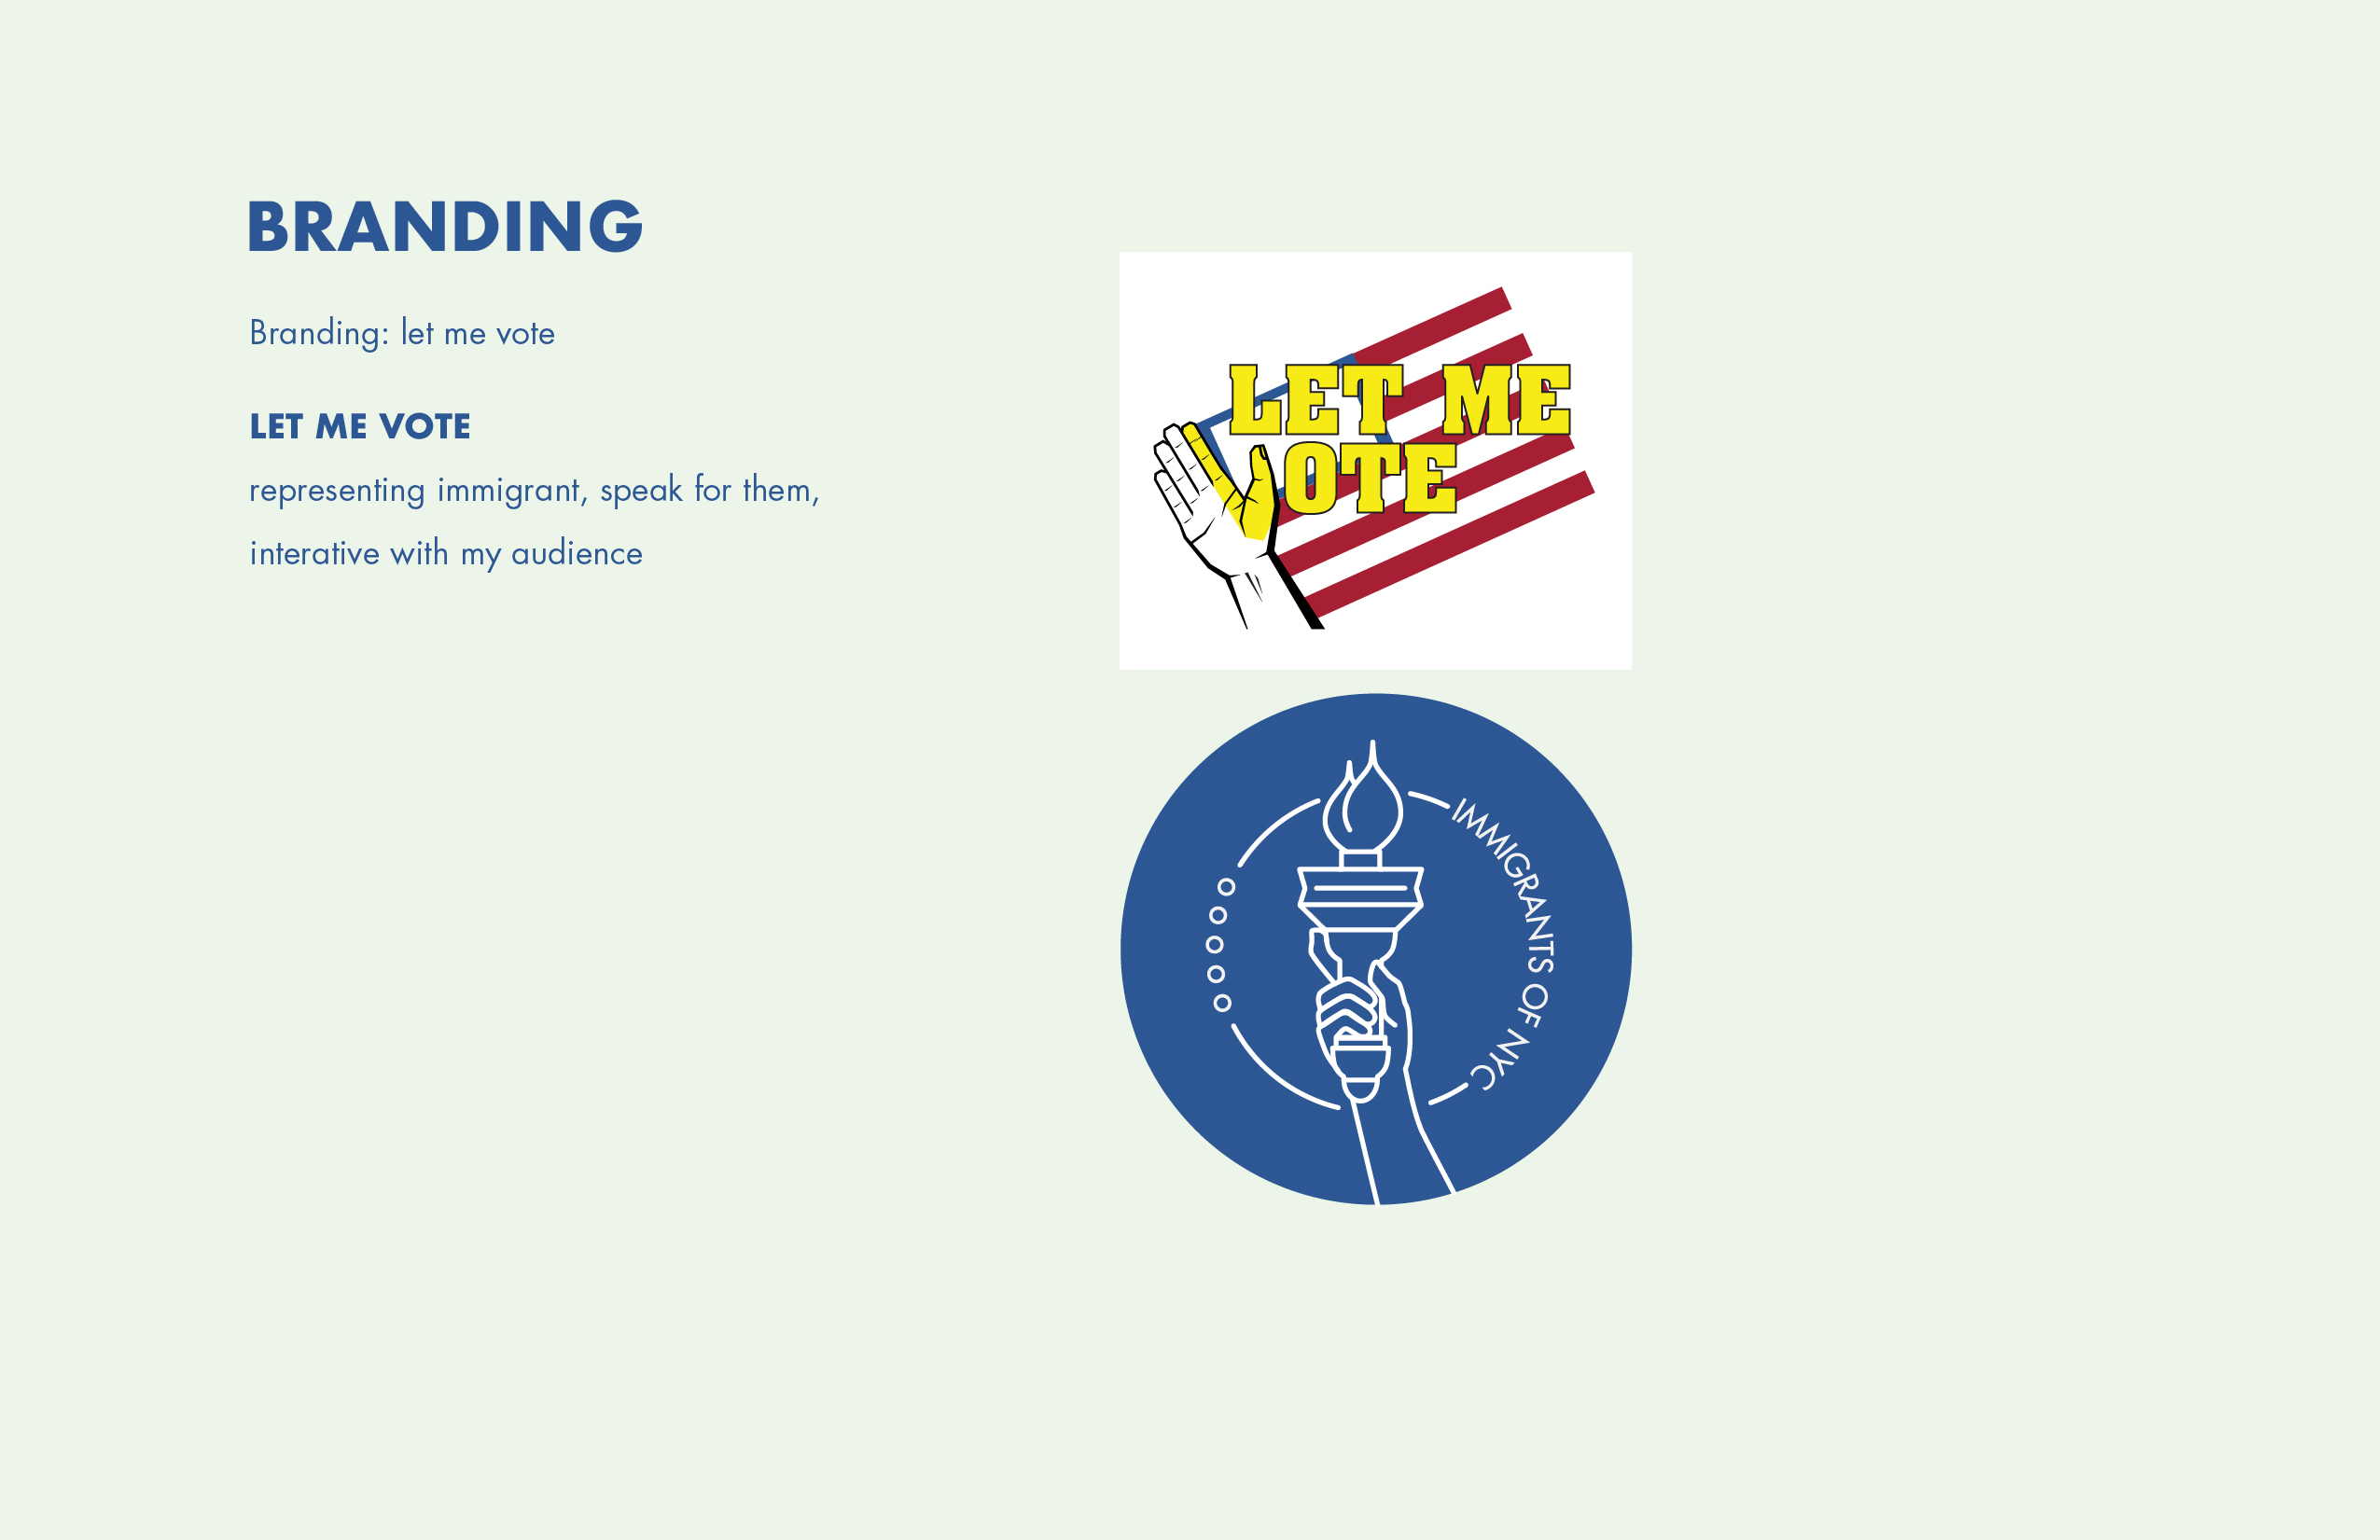 BRANDING
Branding: let me vote
LET ME VOTE
representing immigrant, speak for them,
interative with my audience
LET ME
VOTE
IMMIGRANTS OF NYC